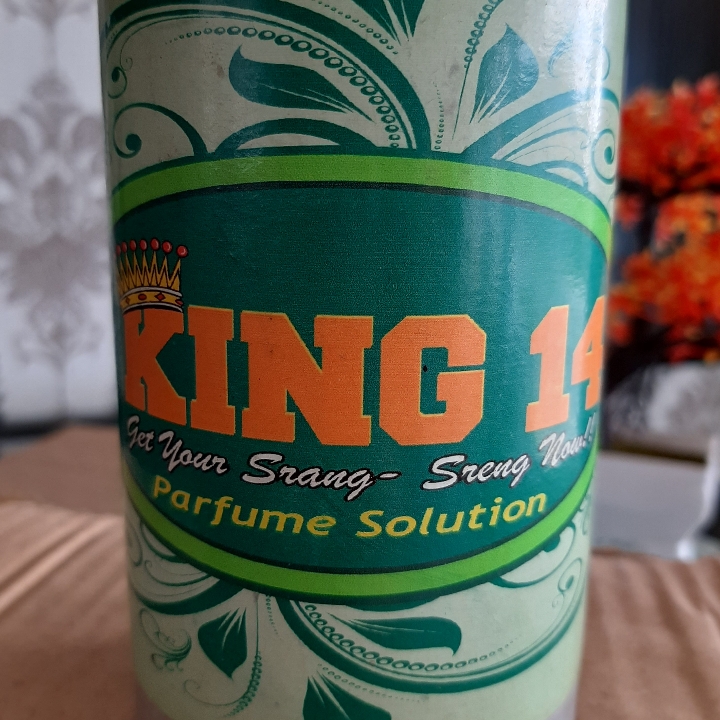 KING 14
Get Your Srang- Sreng Now!!
Parfume Solution